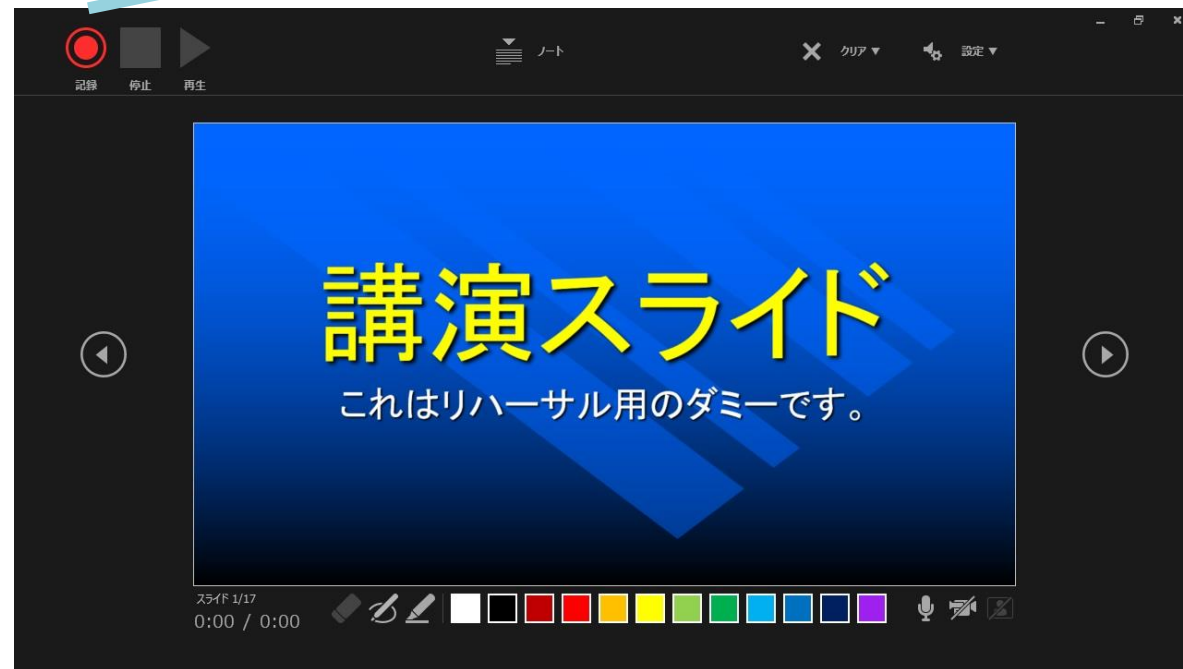 ノート
クリア ▼
設定 ▼
記録 停止 再生
講演スライド
これはリハーサル用のダミーです。
スライド 1/17
0:00 / 0:00